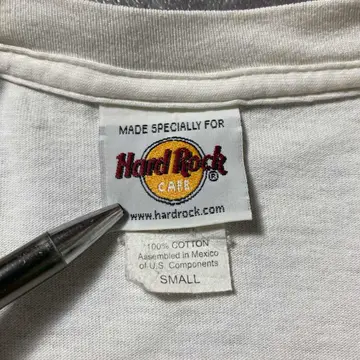 MADE SPECIALLY FOR
Hard Rock ®
CAFE
www.hardrock.com
100% COTTON
Assembled in Mexico
of U.S. Components
SMALL